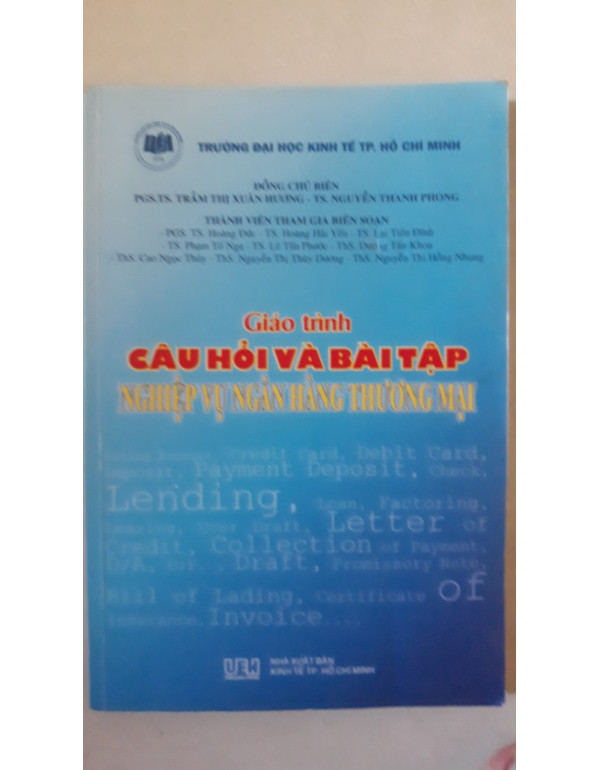 TRƯỜNG ĐẠI HỌC KINH TẾ TP. HỒ CHÍ MINH
ĐỒNG CHỦ BIÊN
PGS.TS. TRẦM THỊ XUÂN HƯƠNG - TS. NGUYỄN THANH PHONG
THÀNH VIÊN THAM GIA BIÊN SOẠN
- PGS. TS. Hoàng Đức - TS. Hoàng Hải Yến - TS. Lại Tiến Dĩnh
- TS. Phạm Tố Nga - TS. Lê Tấn Phước - ThS. Dương Tấn Khoa
- ThS. Cao Ngọc Thủy - ThS. Nguyễn Thị Thùy Dương - ThS. Nguyễn Thị Hồng Nhung
Giáo trình
CÂU HỎI VÀ BÀI TẬP
NGHIỆP VỤ NGÂN HÀNG THƯƠNG MẠI
Credit Card, Debit Card,
Deposit, Payment Deposit, Check,
Lending, Loan, Factoring,
Leasing, Over Draft, Letter of
Credit, Collection of Payment,
D/A, D/P, , Draft, Promissory Note,
Bill of Lading, Certificate of
Insurance, Invoice....
UEH
NHÀ XUẤT BẢN
KINH TẾ TP. HỒ CHÍ MINH